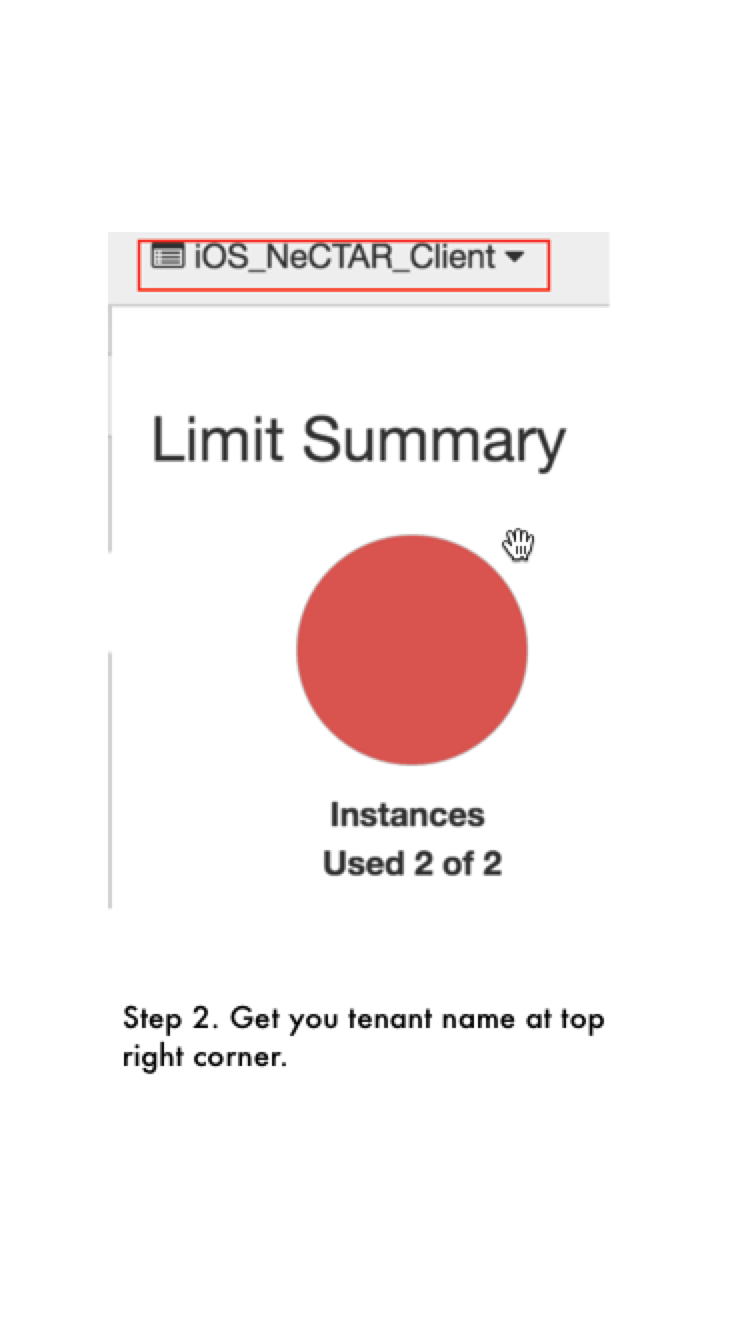 iOS_NeCTAR_Client
Limit Summary
Instances
Used 2 of 2
Step 2. Get you tenant name at top
right corner.